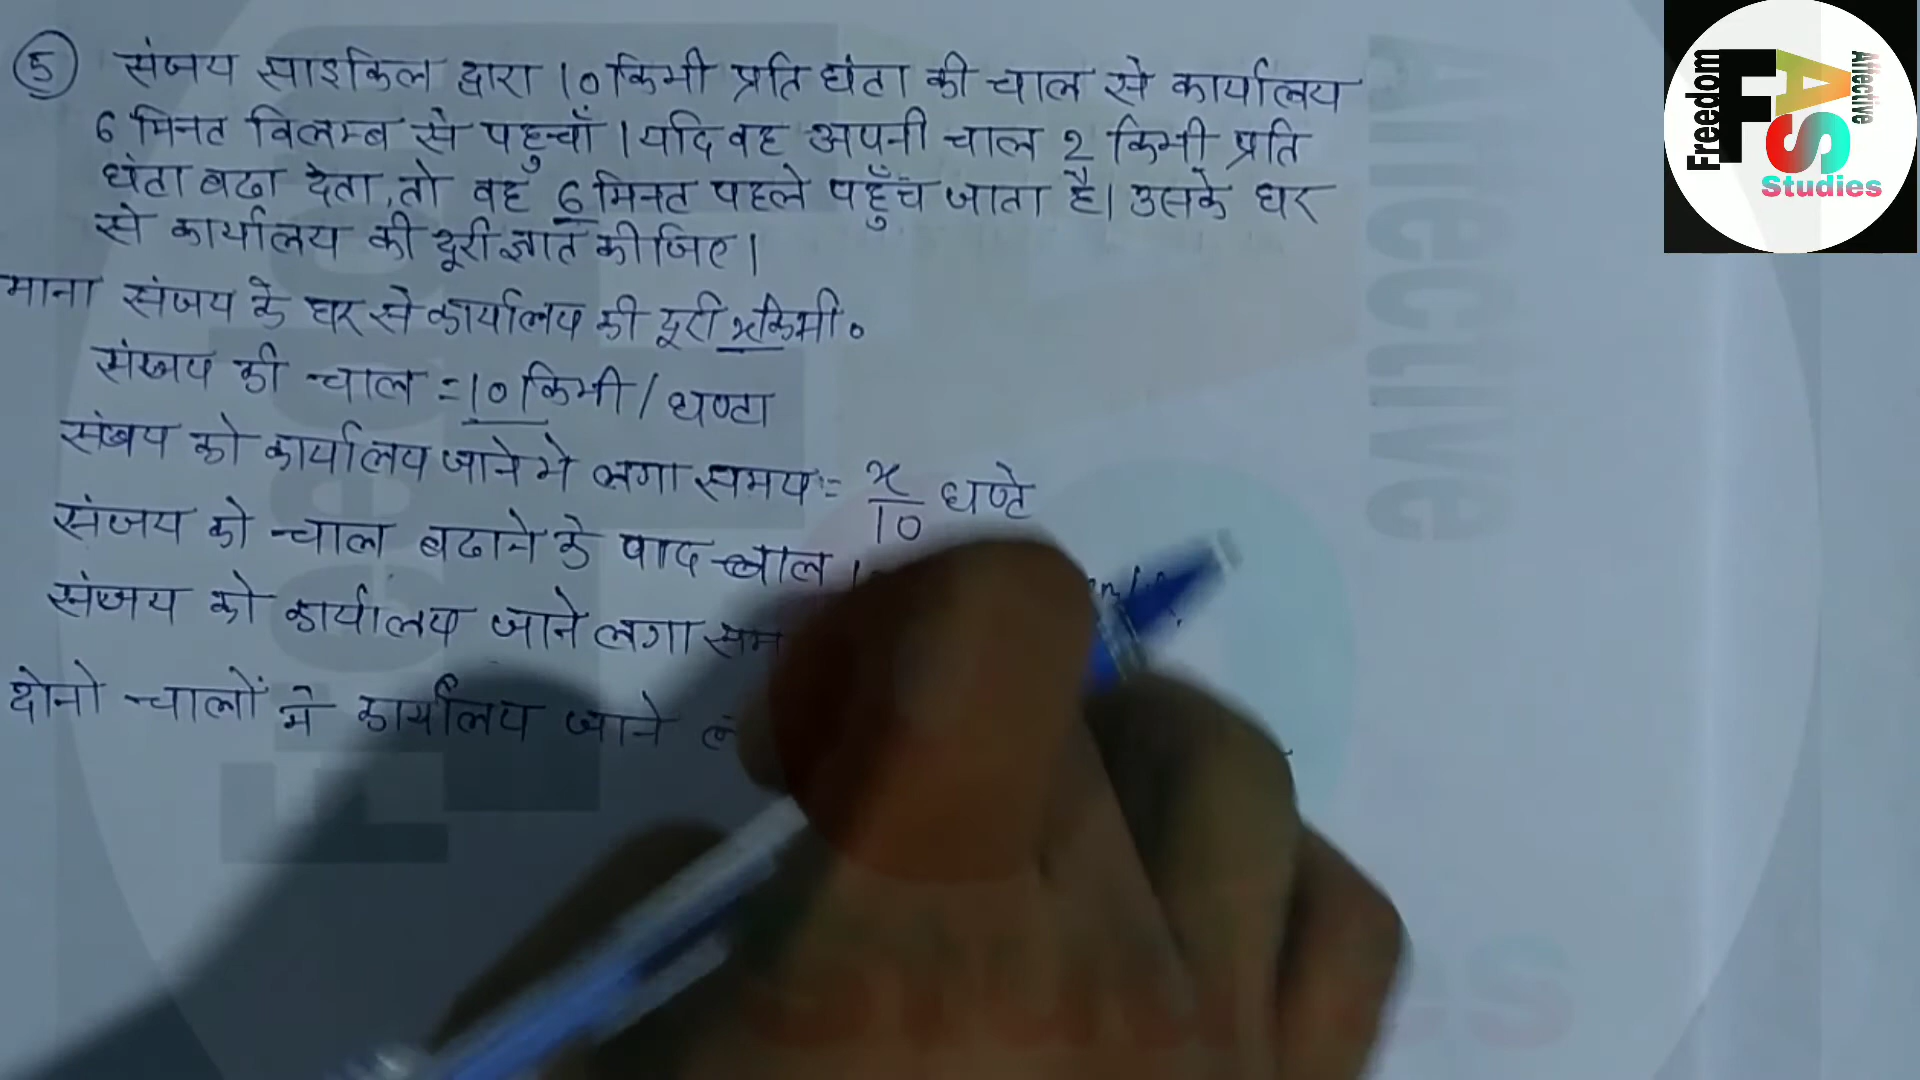 5 संजय साइकिल द्वारा 10 किमी प्रति घंटा की चाल से कार्यालय
6 मिनट विलम्ब से पहुचाँ । यदि वह अपनी चाल 2 किमी प्रति
घंटा बढा देता, तो वह 6 मिनट पहले पहुँच जाता है। उसके घर
से कार्यालय की दूरी ज्ञात कीजिए।
माना संजय के घर से कार्यालय की दूरी x किमी०
संजय की चाल = 10 किमी / घण्टा
संजय को कार्यालय जाने मे लगा समय = x/10 घण्टे
संजय को चाल बढाने के बाद चाल
संजय को कार्यालय जाने लगा
दोनो चालों मे कार्यालय जाने
Freedom
F
A
S
Affective
Studies